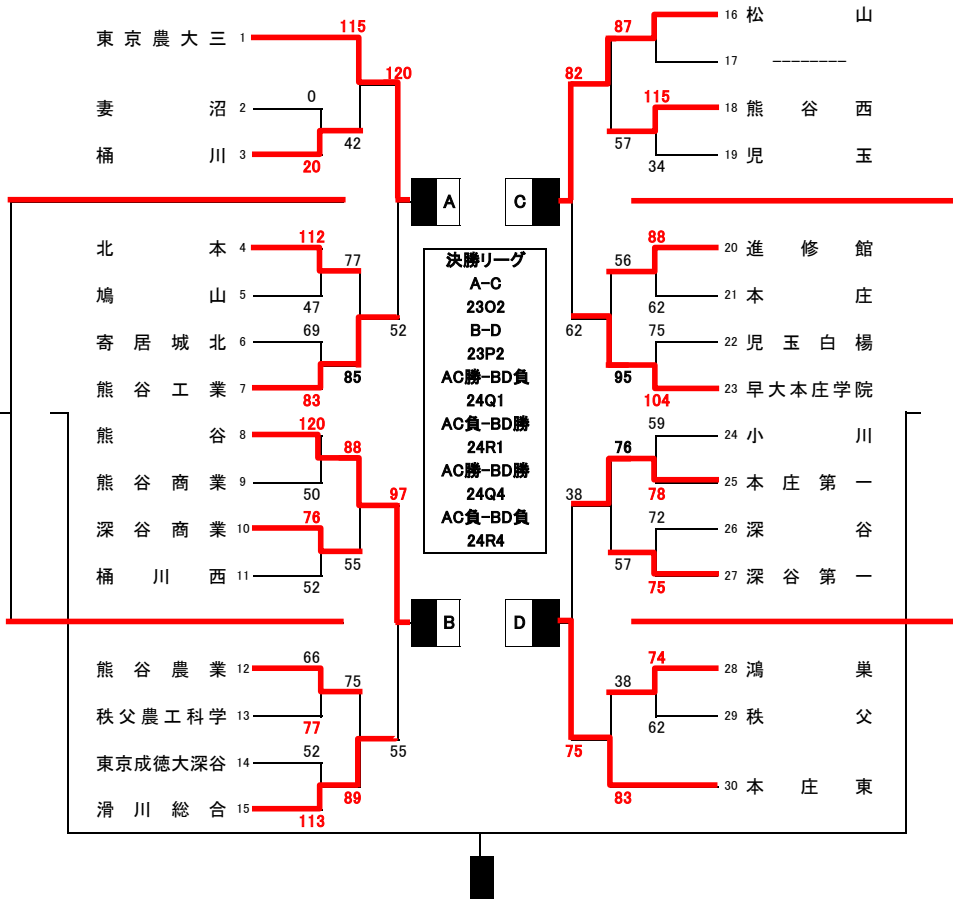 東京農大三 1
115
120
妻沼 2
0
42
桶川 3
20
A
北本 4
112
77
鳩山 5
47
52
寄居城北 6
69
85
熊谷工業 7
83
熊谷 8
120
88
熊谷商業 9
50
97
深谷商業 10
76
55
桶川西 11
52
B
熊谷農業 12
66
75
秩父農工科学 13
77
55
東京成徳大深谷 14
52
89
滑川総合 15
113
決勝リーグ
A-C
23O2
B-D
23P2
AC勝-BD負
24Q1
AC負-BD勝
24R1
AC勝-BD勝
24Q4
AC負-BD負
24R4
16 松山
87
82
17 --------
115
18 熊谷西
57
34
19 児玉
C
88
20 進修館
56
62
21 本庄
62
75
22 児玉白楊
95
104
23 早大本庄学院
59
24 小川
76
78
25 本庄第一
38
72
26 深谷
57
75
27 深谷第一
D
74
28 鴻巣
38
62
29 秩父
75
83
30 本庄東